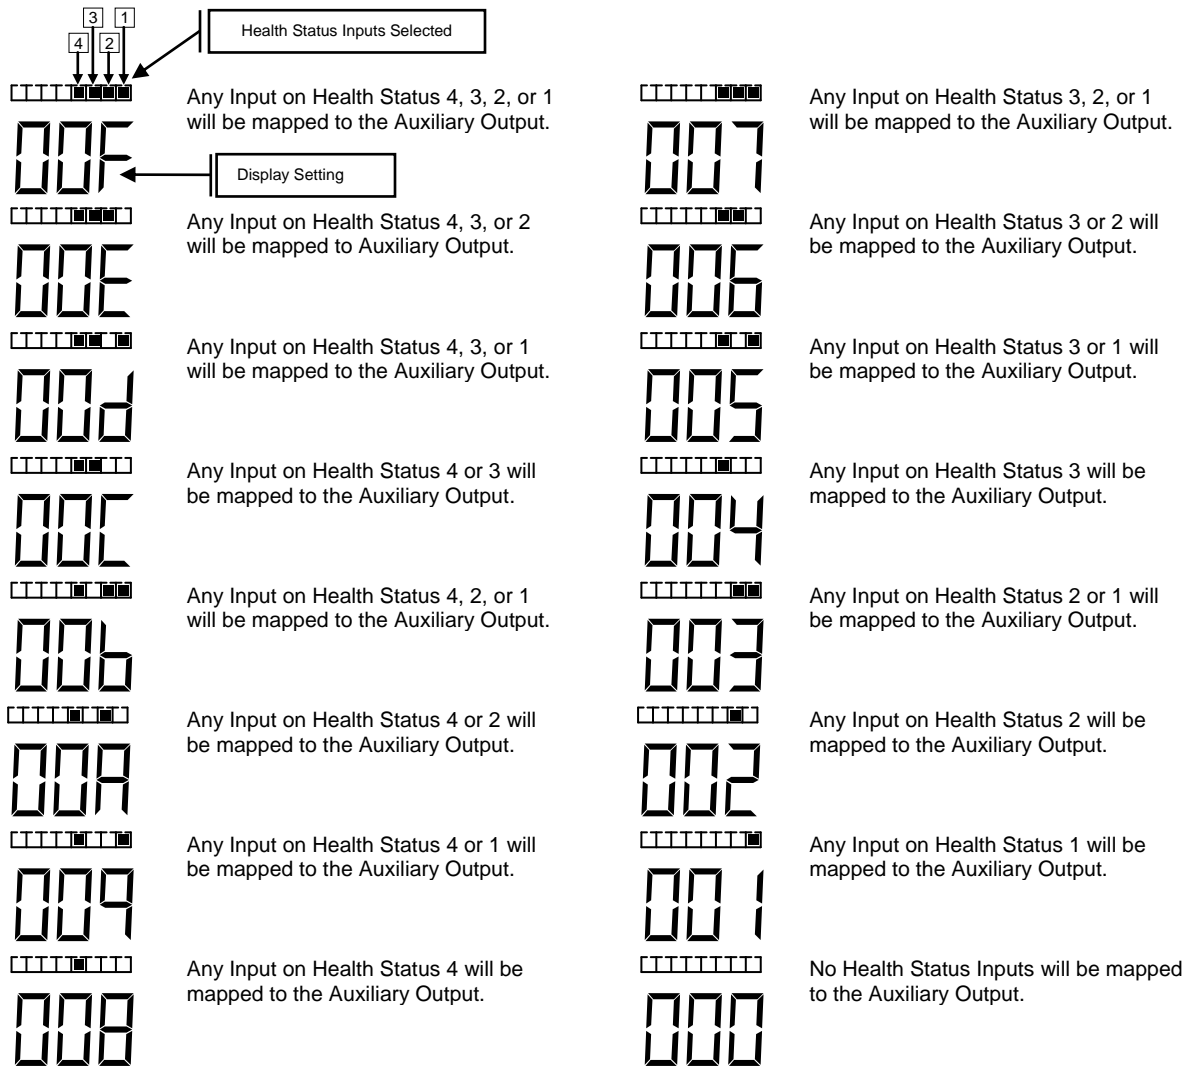 3 1
4 2
Health Status Inputs Selected
Any Input on Health Status 4, 3, 2, or 1
will be mapped to the Auxiliary Output.
00F
Display Setting
Any Input on Health Status 4, 3, or 2
will be mapped to Auxiliary Output.
00E
Any Input on Health Status 4, 3, or 1
will be mapped to the Auxiliary Output.
00d
Any Input on Health Status 4 or 3 will
be mapped to the Auxiliary Output.
00C
Any Input on Health Status 4, 2, or 1
will be mapped to the Auxiliary Output.
00b
Any Input on Health Status 4 or 2 will
be mapped to the Auxiliary Output.
00A
Any Input on Health Status 4 or 1 will
be mapped to the Auxiliary Output.
009
Any Input on Health Status 4 will be
mapped to the Auxiliary Output.
008
Any Input on Health Status 3, 2, or 1
will be mapped to the Auxiliary Output.
007
Any Input on Health Status 3 or 2 will
be mapped to the Auxiliary Output.
006
Any Input on Health Status 3 or 1 will
be mapped to the Auxiliary Output.
005
Any Input on Health Status 3 will be
mapped to the Auxiliary Output.
004
Any Input on Health Status 2 or 1 will
be mapped to the Auxiliary Output.
003
Any Input on Health Status 2 will be
mapped to the Auxiliary Output.
002
Any Input on Health Status 1 will be
mapped to the Auxiliary Output.
001
No Health Status Inputs will be mapped
to the Auxiliary Output.
000